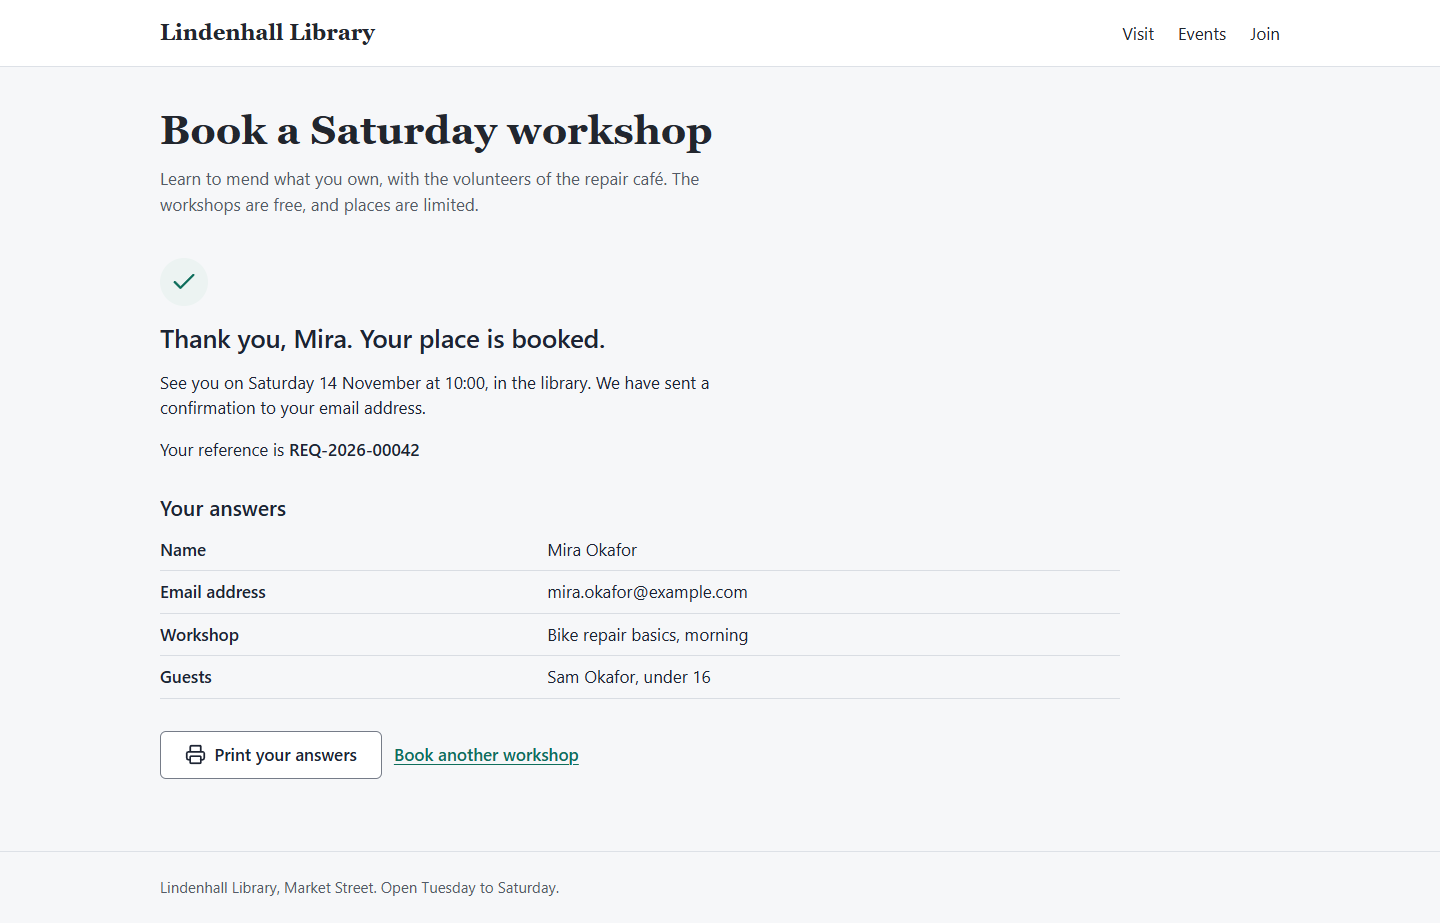 Lindenhall Library
Visit Events Join
Book a Saturday workshop
Learn to mend what you own, with the volunteers of the repair café. The
workshops are free, and places are limited.
Thank you, Mira. Your place is booked.
See you on Saturday 14 November at 10:00, in the library. We have sent a
confirmation to your email address.
Your reference is REQ-2026-00042
Your answers
Name Mira Okafor
Email address mira.okafor@example.com
Workshop Bike repair basics, morning
Guests Sam Okafor, under 16
Print your answers Book another workshop
Lindenhall Library, Market Street. Open Tuesday to Saturday.